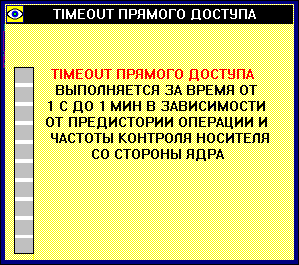 TIMEOUT ПРЯМОГО ДОСТУПА
TIMEOUT ПРЯМОГО ДОСТУПА
ВЫПОЛНЯЕТСЯ ЗА ВРЕМЯ ОТ
1 С ДО 1 МИН В ЗАВИСИМОСТИ
ОТ ПРЕДИСТОРИИ ОПЕРАЦИИ И
ЧАСТОТЫ КОНТРОЛЯ НОСИТЕЛЯ
СО СТОРОНЫ ЯДРА